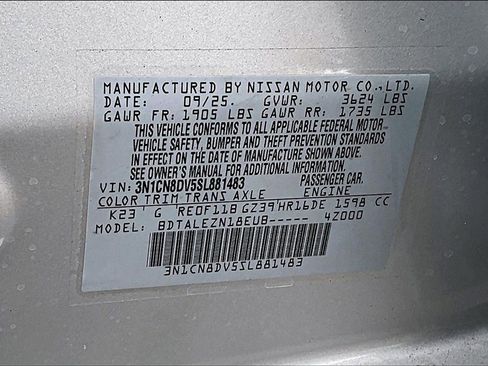 MANUFACTURED BY NISSAN MOTOR CO., LTD.
DATE: 09/25. GVWR: 3624 LBS
GAWR FR: 1905 LBS GAWR RR: 1735 LBS
THIS VEHICLE CONFORMS TO ALL APPLICABLE FEDERAL MOTOR
VEHICLE SAFETY, BUMPER AND THEFT PREVENTION STANDARDS
IN EFFECT ON THE DATE OF MANUFACTURE SHOWN ABOVE.
SEE OWNER'S MANUAL FOR ADDITIONAL INFORMATION.
VIN: 3N1CN8DV5SL881483 PASSENGER CAR.
COLOR TRIM TRANS AXLE ENGINE
K23 G RE0F11B GZ39 HR16DE 1598 CC
MODEL: BDTALEZN18EUB----- 4Z000
3N1CN8DV5SL881483